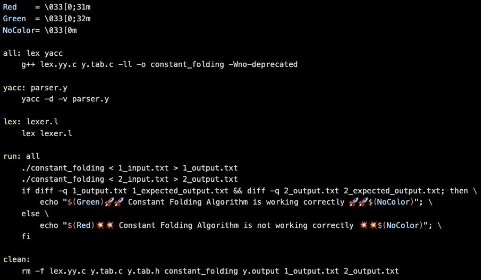 Red    = \033[0;31m
Green  = \033[0;32m
NoColor= \033[0m
all: lex yacc
    g++ lex.yy.c y.tab.c -ll -o constant_folding -Wno-deprecated
yacc: parser.y
    yacc -d -v parser.y
lex: lexer.l
    lex lexer.l
run: all
    ./constant_folding < 1_input.txt > 1_output.txt
    ./constant_folding < 2_input.txt > 2_output.txt
    if diff -q 1_output.txt 1_expected_output.txt && diff -q 2_output.txt 2_expected_output.txt; then \
        echo "$(Green)🚀🚀 Constant Folding Algorithm is working correctly 🚀🚀$(NoColor)"; \
    else \
        echo "$(Red)💥💥 Constant Folding Algorithm is not working correctly 💥💥$(NoColor)"; \
    fi
clean:
    rm -f lex.yy.c y.tab.c y.tab.h constant_folding y.output 1_output.txt 2_output.txt